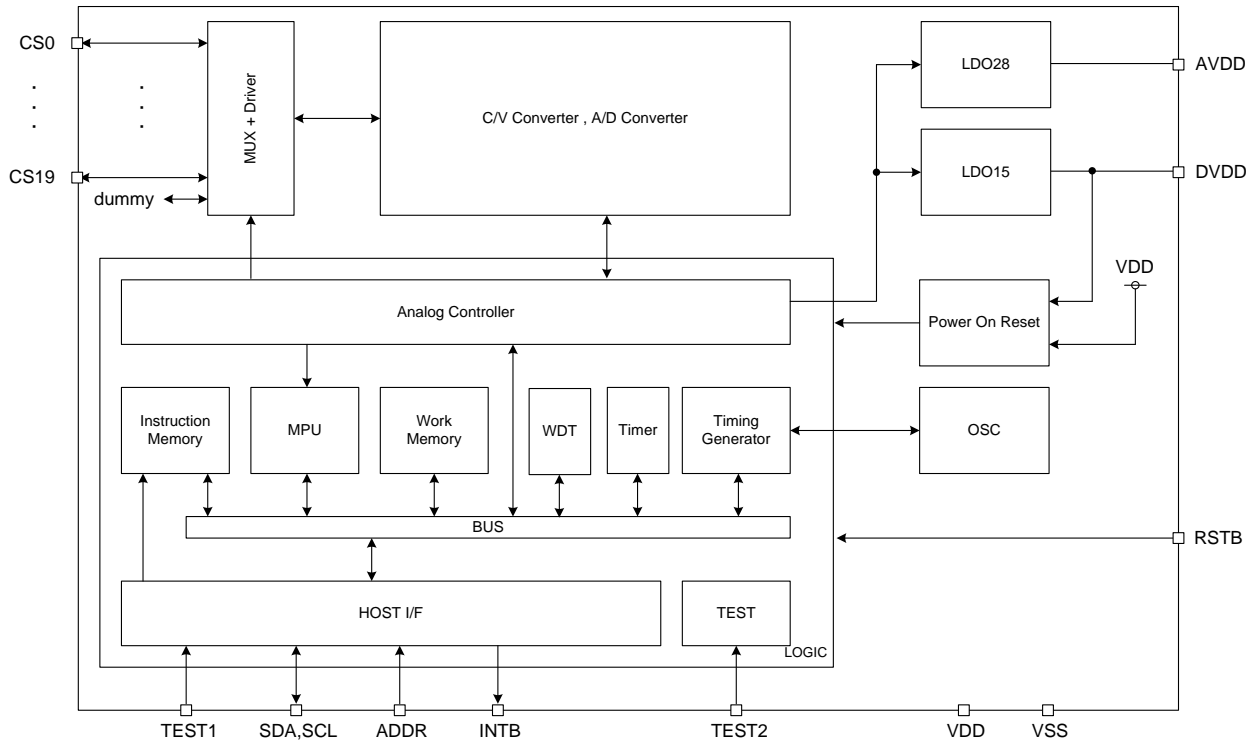 CS0
MUX + Driver
C/V Converter , A/D Converter
LDO28
AVDD
CS19
dummy
LDO15
DVDD
VDD
Analog Controller
Power On Reset
Instruction
Memory
MPU
Work
Memory
WDT
Timer
Timing
Generator
OSC
BUS
RSTB
HOST I/F
TEST
LOGIC
TEST1
SDA,SCL
ADDR
INTB
TEST2
VDD
VSS